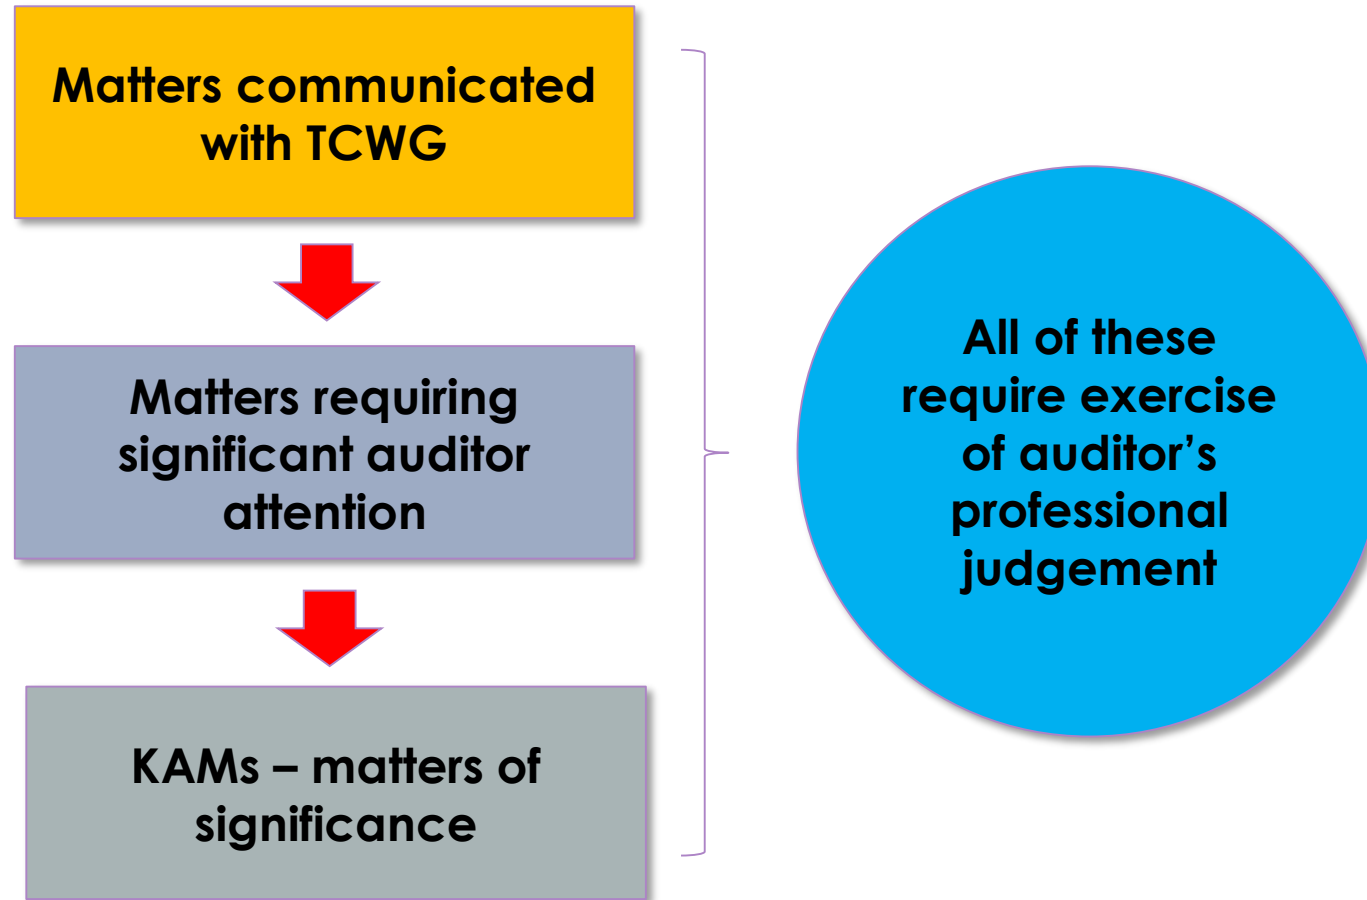 Matters communicated
with TCWG
Matters requiring
significant auditor
attention
KAMs – matters of
significance
All of these
require exercise
of auditor’s
professional
judgement